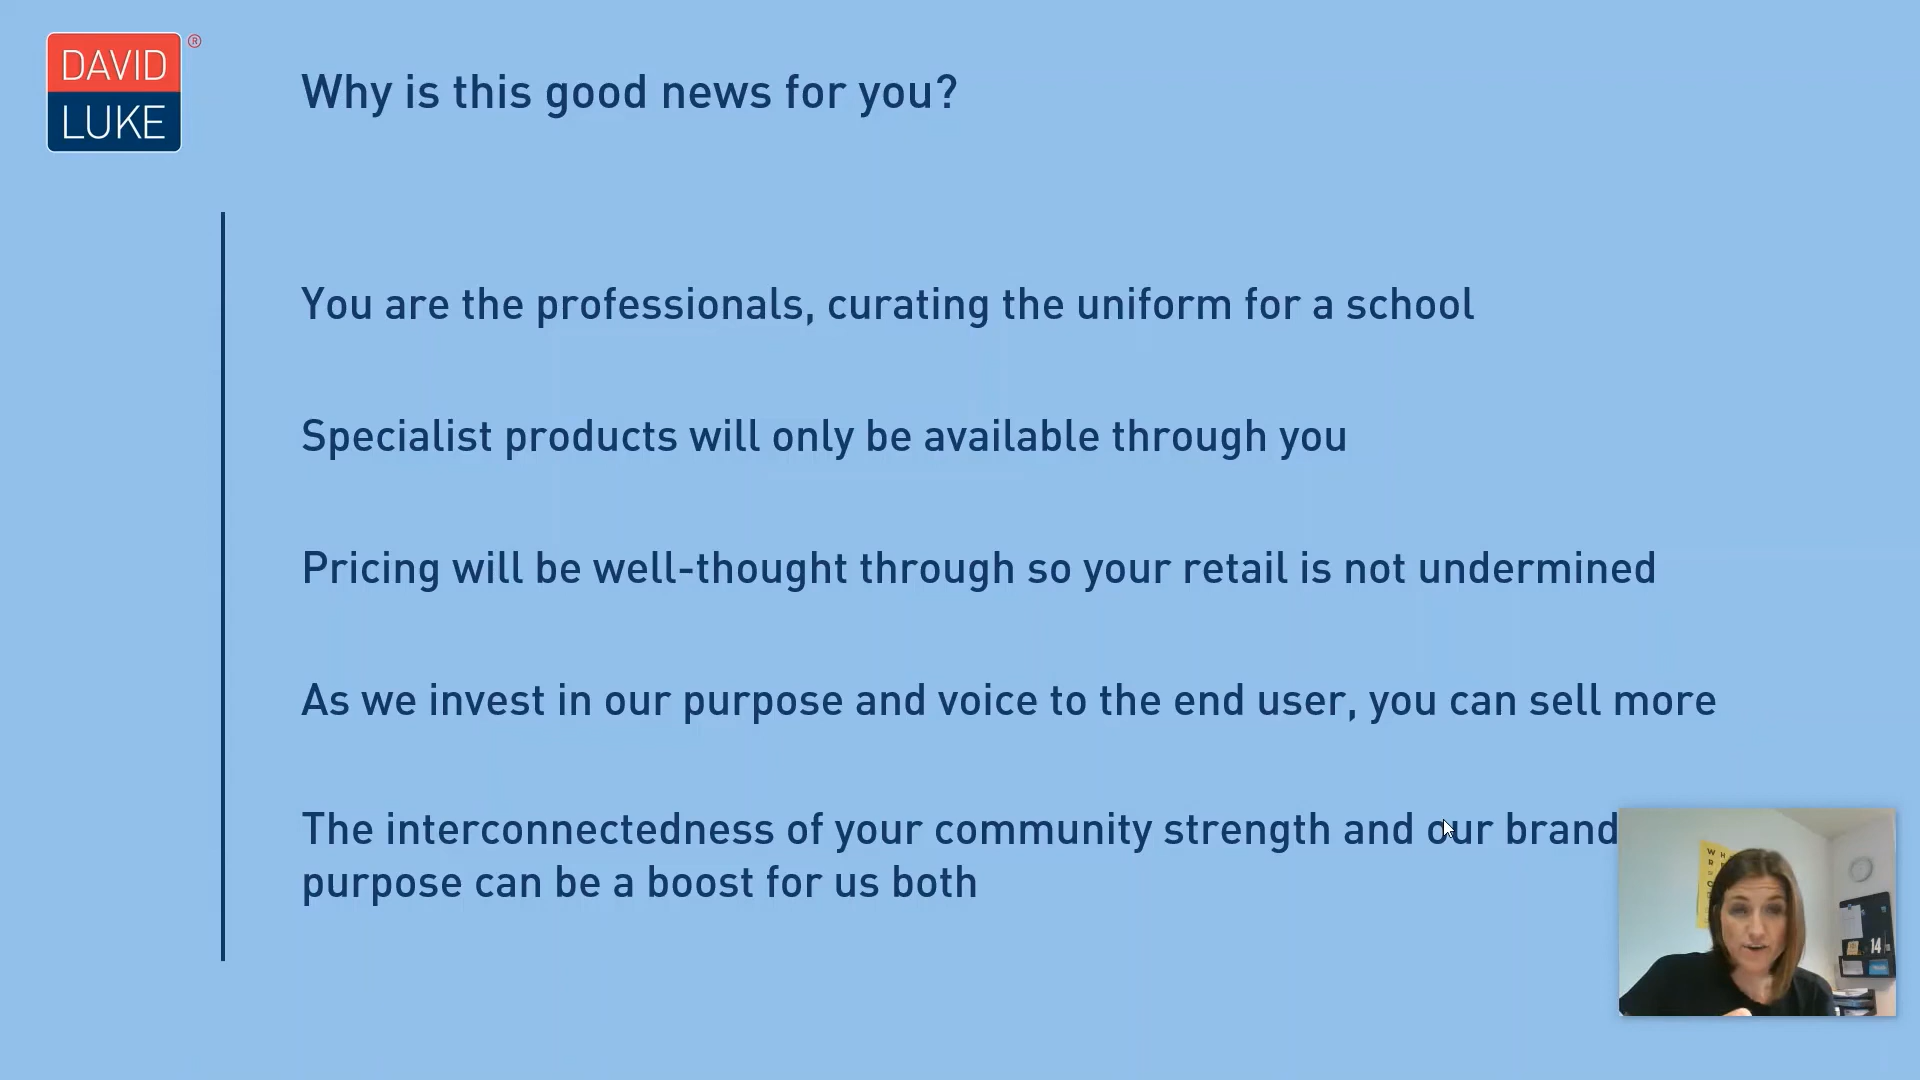 DAVID
LUKE
®
Why is this good news for you?
You are the professionals, curating the uniform for a school
Specialist products will only be available through you
Pricing will be well-thought through so your retail is not undermined
As we invest in our purpose and voice to the end user, you can sell more
The interconnectedness of your community strength and our brand
purpose can be a boost for us both
14